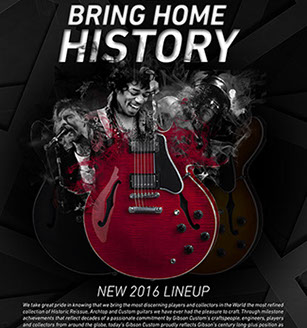 BRING HOME
HISTORY
NEW 2016 LINEUP
We take great pride in knowing that we bring the most discerning players and collectors in the World the most refined
collection of Historic Reissue, Archtop and Custom guitars we have ever had the pleasure to craft. Through milestone
achievements that reflect decades of a passionate commitment by Gibson Custom's craftspeople, engineers, players
and collectors from around the globe, today's Gibson Custom proudly reflects Gibson's century long-plus position as